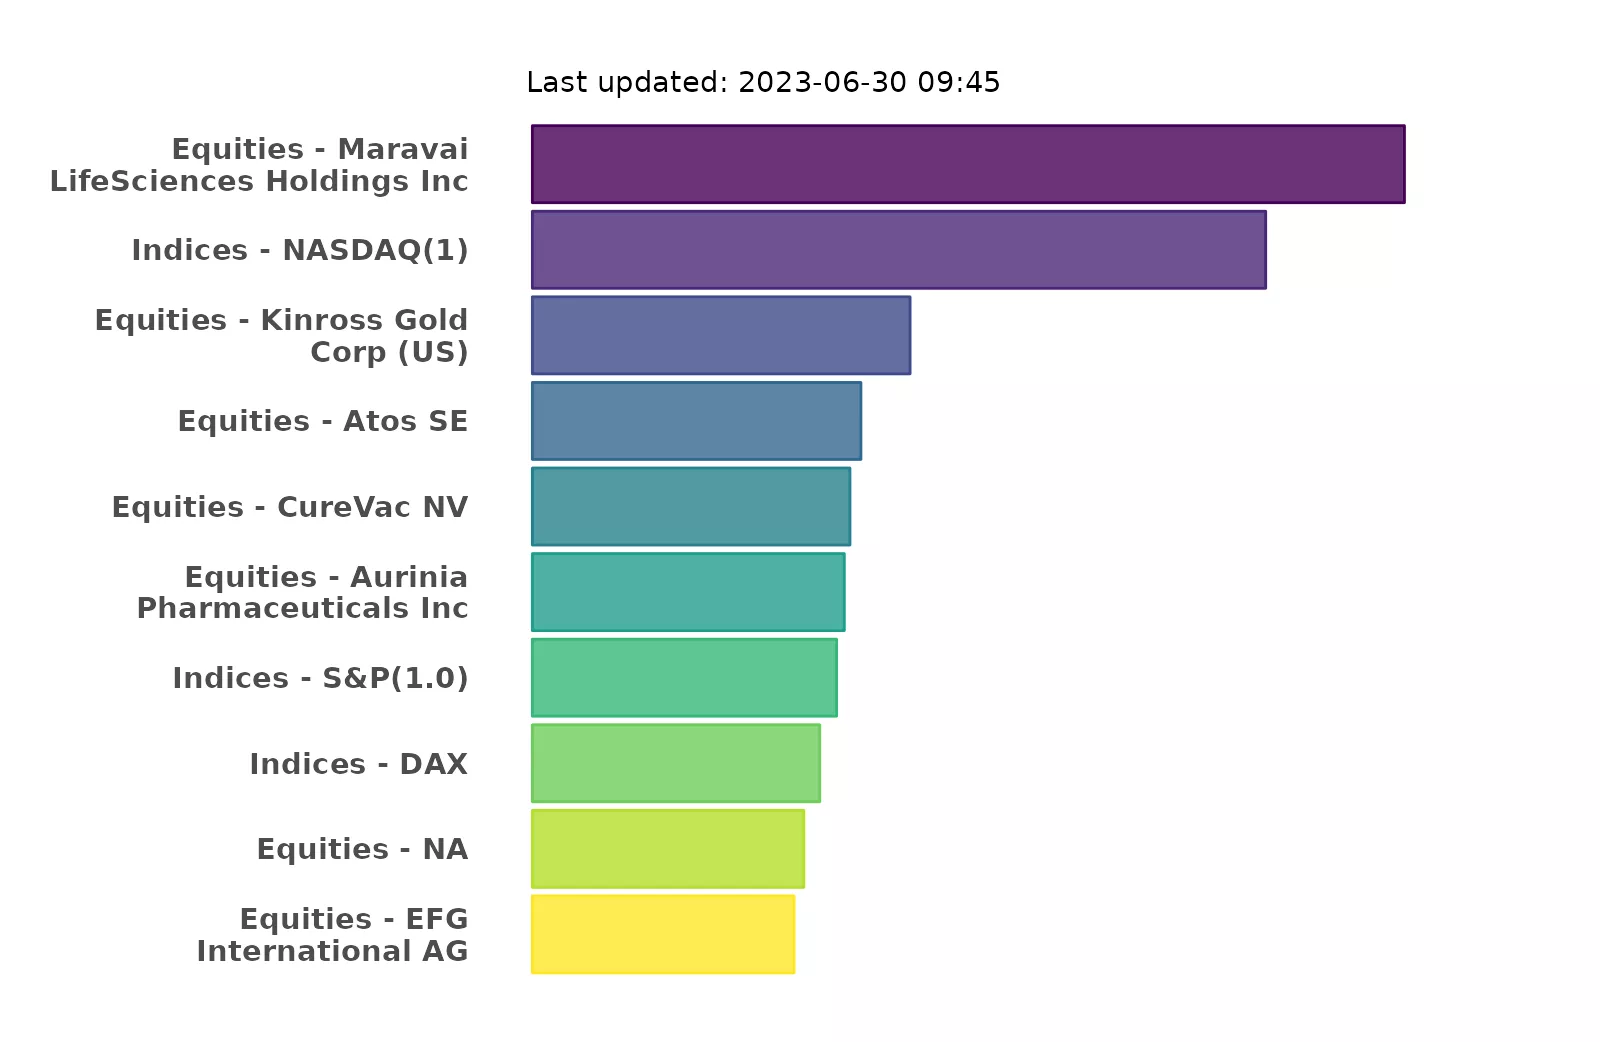 Last updated: 2023-06-30 09:45
Equities - Maravai
LifeSciences Holdings Inc
Indices - NASDAQ(1)
Equities - Kinross Gold
Corp (US)
Equities - Atos SE
Equities - CureVac NV
Equities - Aurinia
Pharmaceuticals Inc
Indices - S&P(1.0)
Indices - DAX
Equities - NA
Equities - EFG
International AG